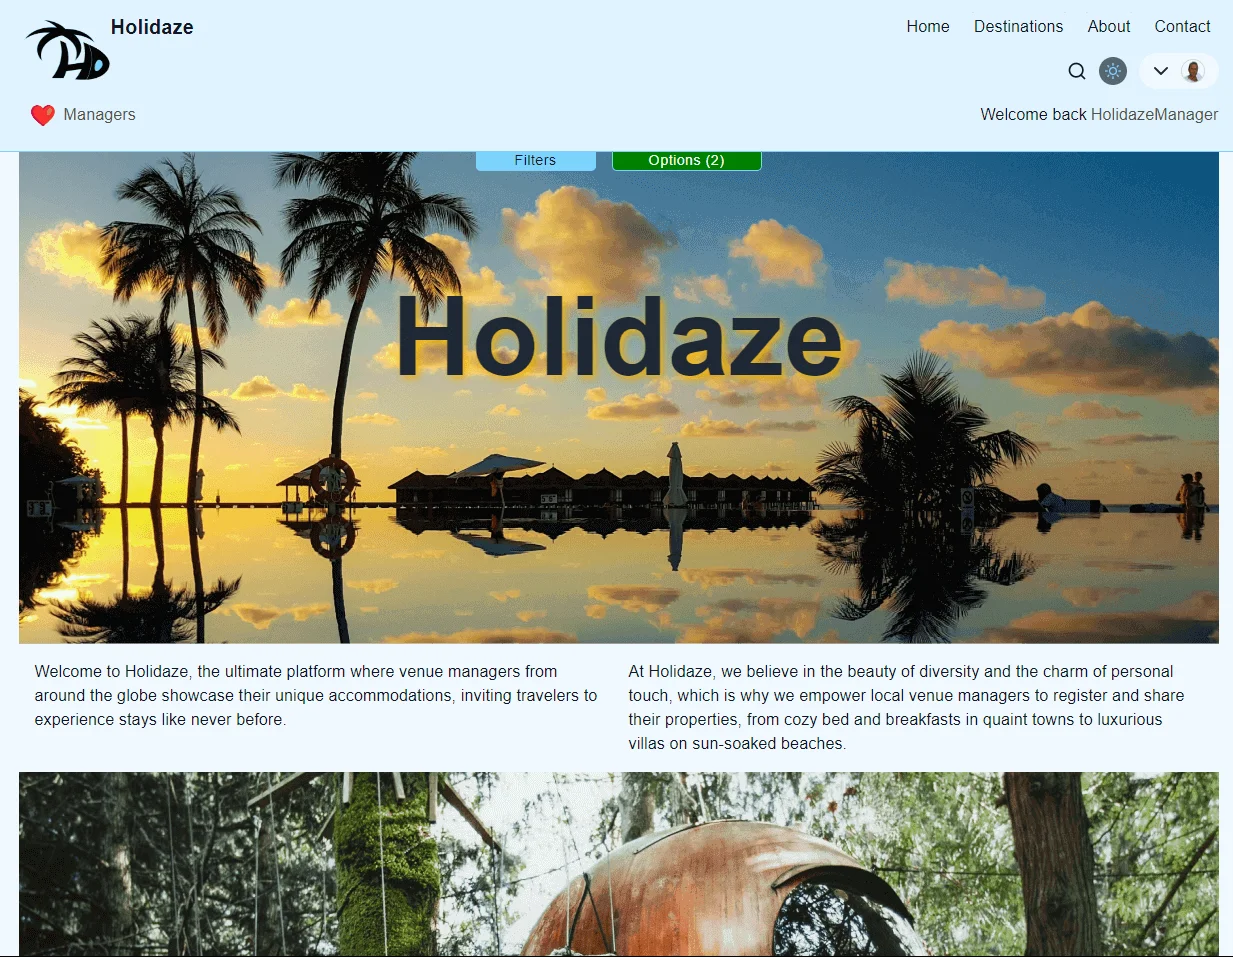 Holidaze
Home Destinations About Contact
Managers
Welcome back HolidazeManager
Filters
Options (2)
Holidaze
Welcome to Holidaze, the ultimate platform where venue managers from
around the globe showcase their unique accommodations, inviting travelers to
experience stays like never before.
At Holidaze, we believe in the beauty of diversity and the charm of personal
touch, which is why we empower local venue managers to register and share
their properties, from cozy bed and breakfasts in quaint towns to luxurious
villas on sun-soaked beaches.